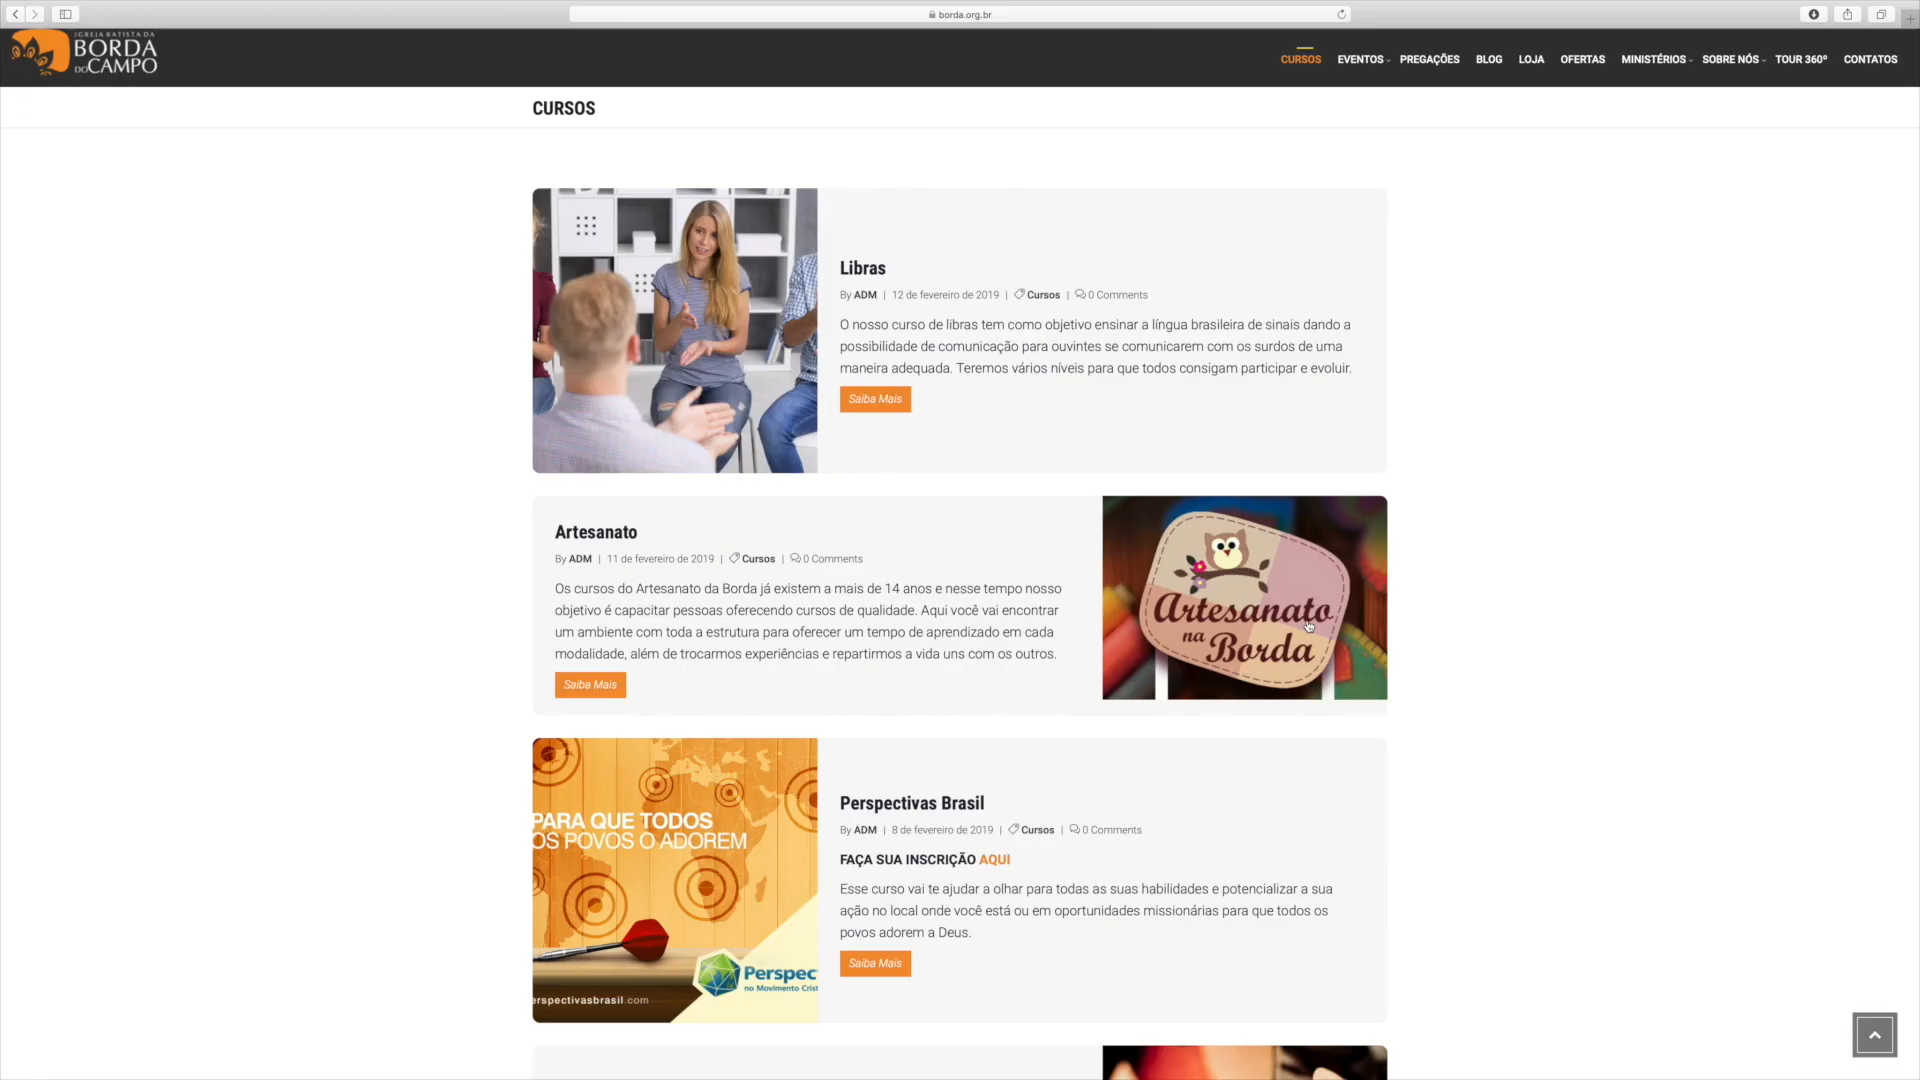 borda.org.br
IGREJA BATISTA DA
BORDA
DO CAMPO
CURSOS EVENTOS PREGAÇÕES BLOG LOJA OFERTAS MINISTÉRIOS SOBRE NÓS TOUR 360º CONTATOS
CURSOS
Libras
By ADM | 12 de fevereiro de 2019 | Cursos | 0 Comments
O nosso curso de libras tem como objetivo ensinar a língua brasileira de sinais dando a
possibilidade de comunicação para ouvintes se comunicarem com os surdos de uma
maneira adequada. Teremos vários níveis para que todos consigam participar e evoluir.
Saiba Mais
Artesanato
By ADM | 11 de fevereiro de 2019 | Cursos | 0 Comments
Os cursos do Artesanato da Borda já existem a mais de 14 anos e nesse tempo nosso
objetivo é capacitar pessoas oferecendo cursos de qualidade. Aqui você vai encontrar
um ambiente com toda a estrutura para oferecer um tempo de aprendizado em cada
modalidade, além de trocarmos experiências e repartirmos a vida uns com os outros.
Saiba Mais
Artesanato
na Borda
PARA QUE TODOS
OS POVOS O ADOREM
Perspec
no Movimento Crist
erspectivasbrasil.com
Perspectivas Brasil
By ADM | 8 de fevereiro de 2019 | Cursos | 0 Comments
FAÇA SUA INSCRIÇÃO AQUI
Esse curso vai te ajudar a olhar para todas as suas habilidades e potencializar a sua
ação no local onde você está ou em oportunidades missionárias para que todos os
povos adorem a Deus.
Saiba Mais